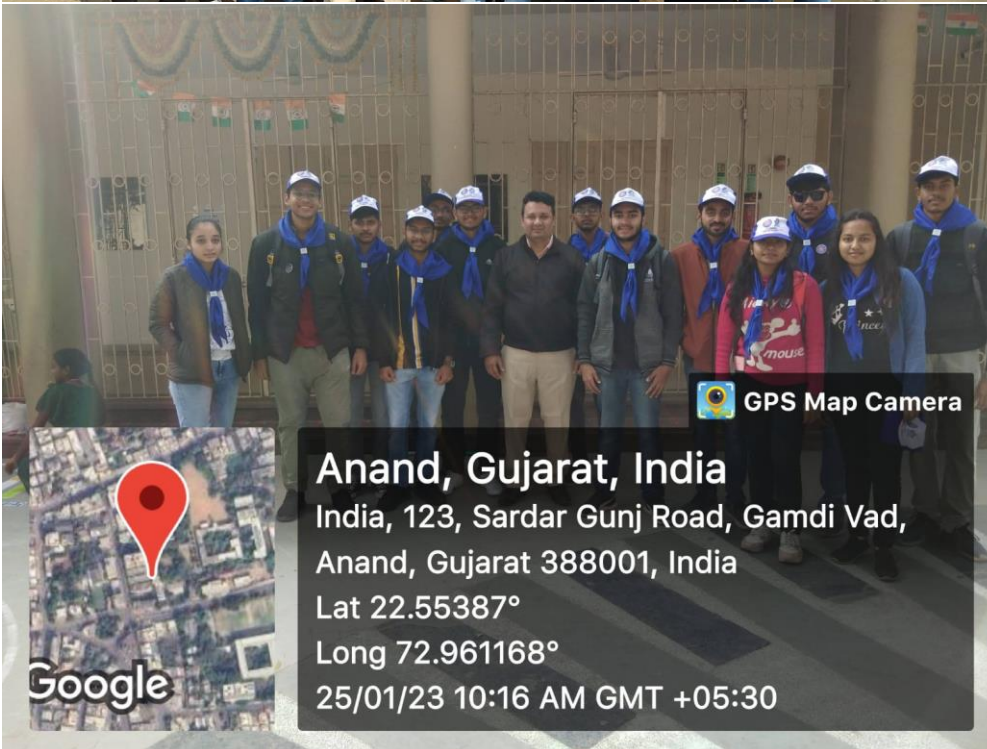 GPS Map Camera
Anand, Gujarat, India
India, 123, Sardar Gunj Road, Gamdi Vad,
Anand, Gujarat 388001, India
Lat 22.55387°
Long 72.961168°
25/01/23 10:16 AM GMT +05:30
Google
mouse